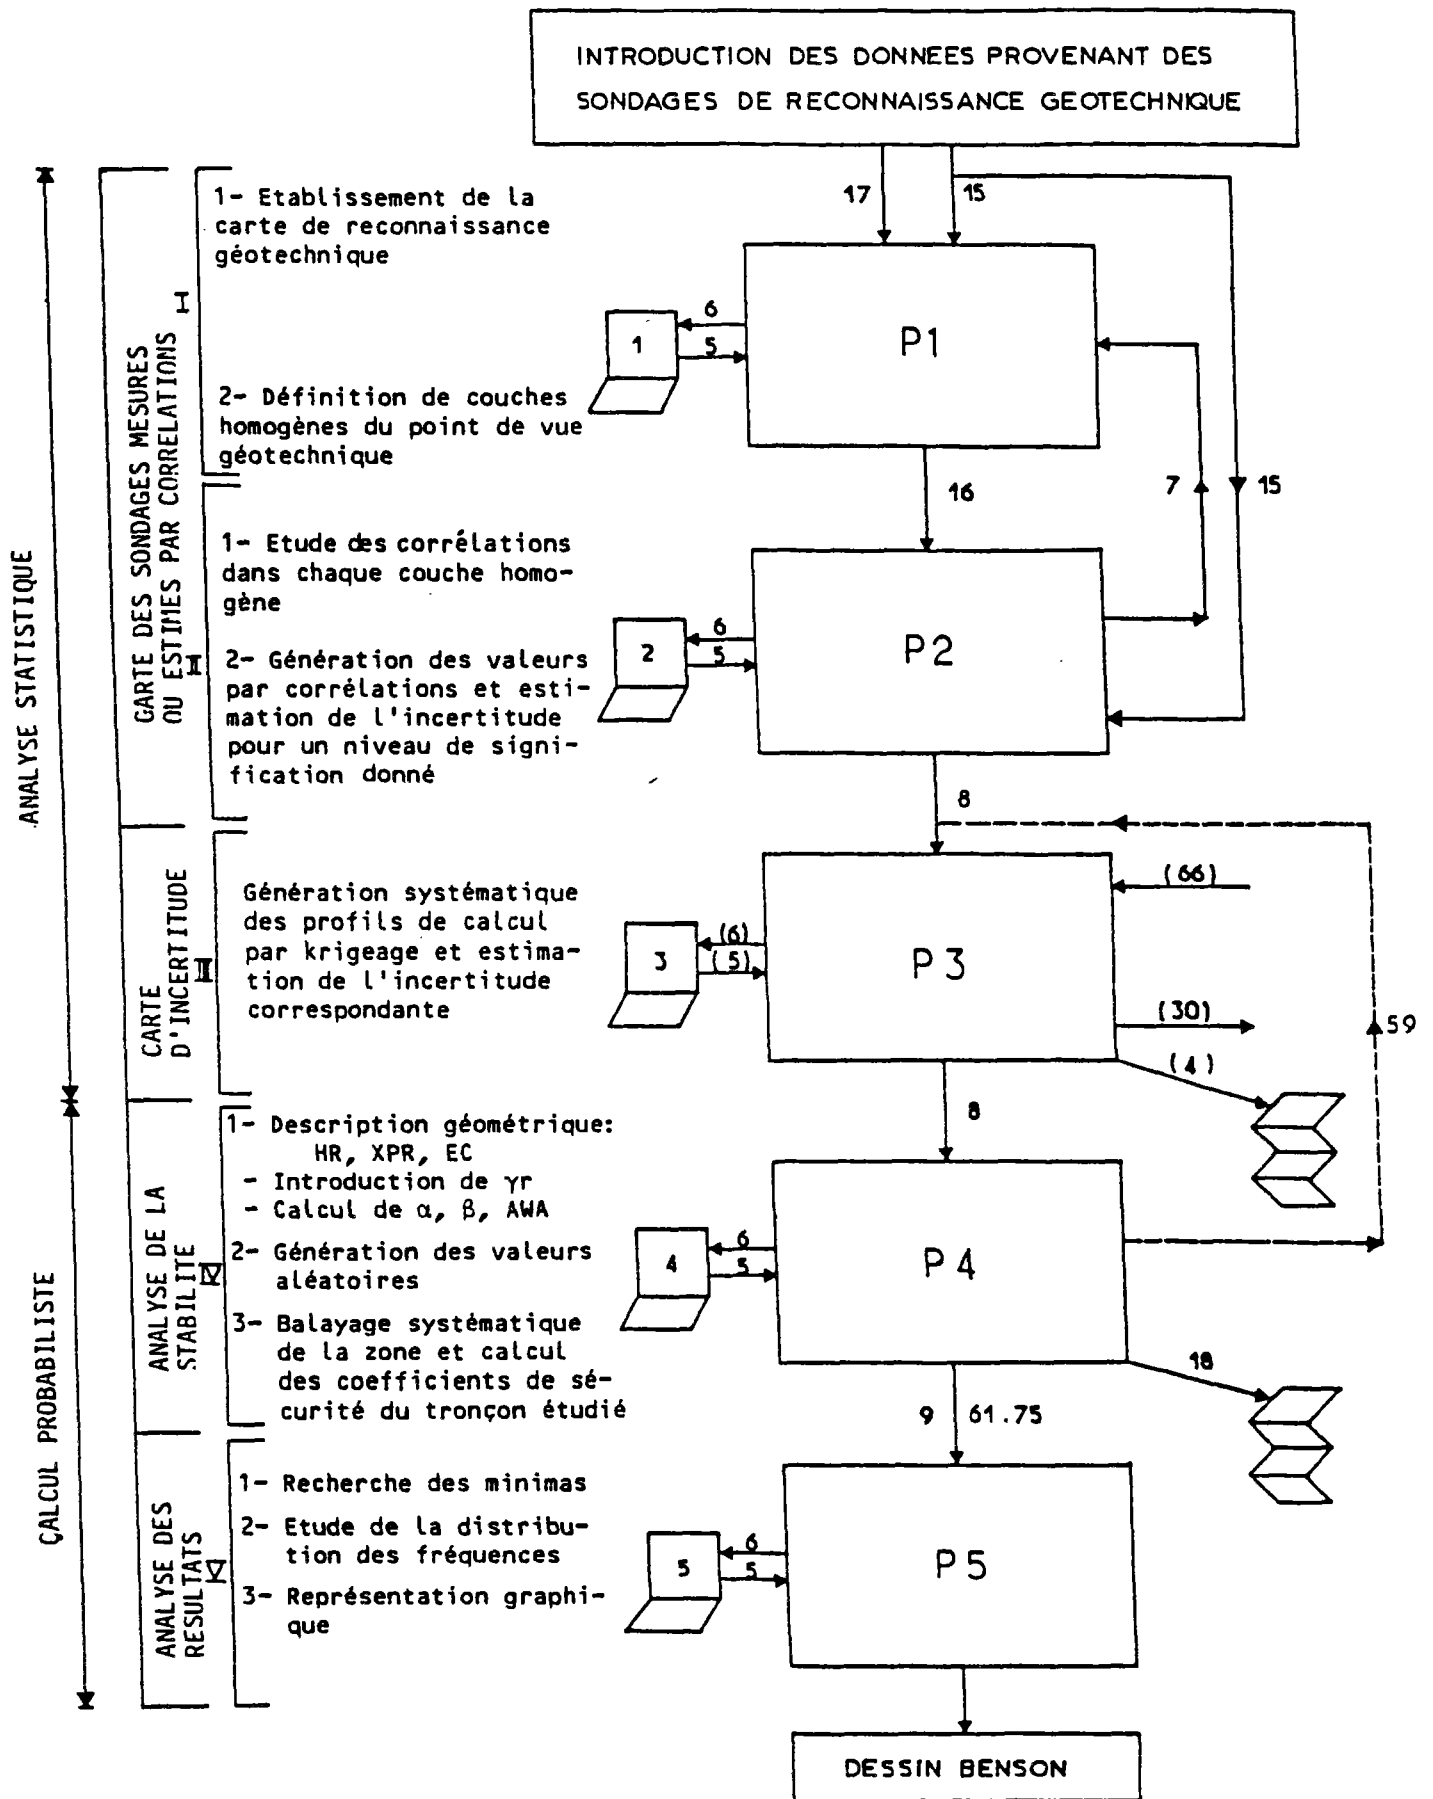 INTRODUCTION DES DONNEES PROVENANT DES
SONDAGES DE RECONNAISSANCE GEOTECHNIQUE
17
15
ANALYSE STATISTIQUE
CARTE DES SONDAGES MESURES
OU ESTIMES PAR CORRELATIONS
I
1- Etablissement de la
carte de reconnaissance
géotechnique
2- Définition de couches
homogènes du point de vue
géotechnique
1
6
5
P1
16
7
15
II
1- Etude des corrélations
dans chaque couche homo-
gène
2- Génération des valeurs
par corrélations et esti-
mation de l'incertitude
pour un niveau de signi-
fication donné
2
6
5
P2
8
CARTE
D'INCERTITUDE
III
Génération systématique
des profils de calcul
par krigeage et estima-
tion de l'incertitude
correspondante
3
(6)
(5)
P3
(66)
(30)
(4)
59
8
CALCUL PROBABILISTE
ANALYSE DE LA
STABILITE
IV
1- Description géométrique:
HR, XPR, EC
- Introduction de γr
- Calcul de α, β, AWA
2- Génération des valeurs
aléatoires
3- Balayage systématique
de la zone et calcul
des coefficients de sé-
curité du tronçon étudié
4
6
5
P4
18
9
61.75
ANALYSE DES
RESULTATS
V
1- Recherche des minimas
2- Etude de la distribu-
tion des fréquences
3- Représentation graphi-
que
5
6
5
P5
DESSIN BENSON